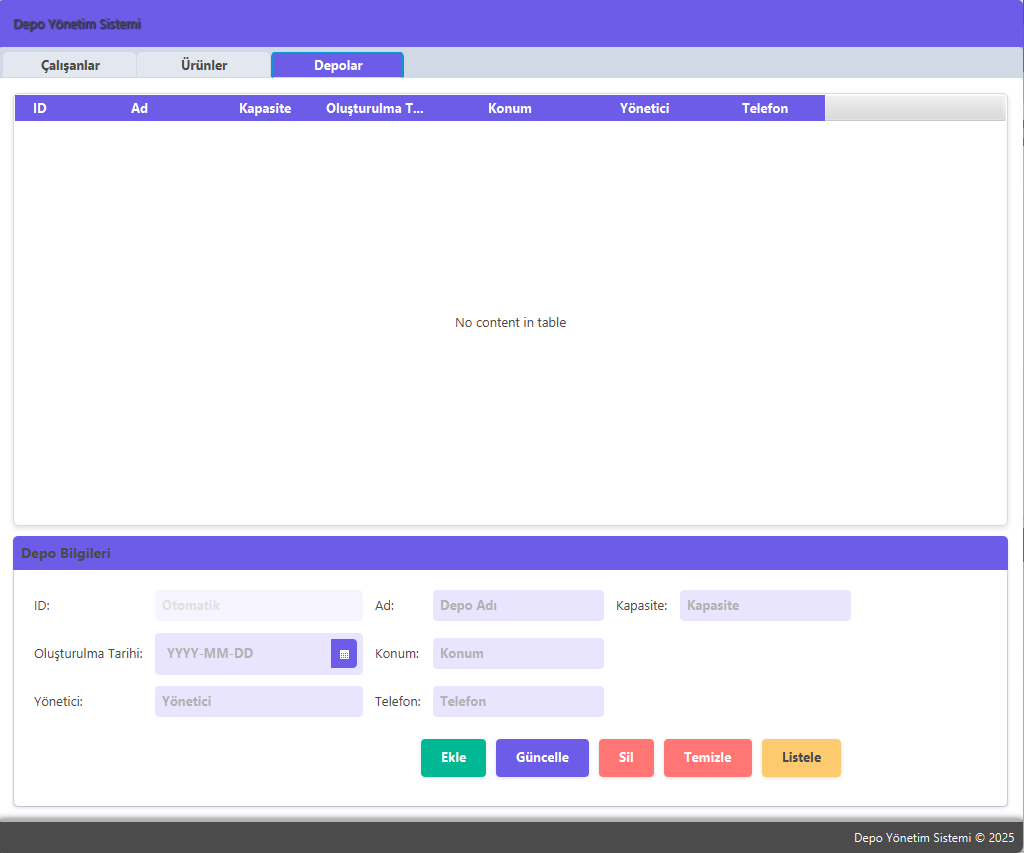 Depo Yönetim Sistemi
Çalışanlar Ürünler Depolar
ID Ad Kapasite Oluşturulma T... Konum Yönetici Telefon
No content in table
Depo Bilgileri
ID: Otomatik Ad: Depo Adı Kapasite: Kapasite
Oluşturulma Tarihi: YYYY-MM-DD Konum: Konum
Yönetici: Yönetici Telefon: Telefon
Ekle Güncelle Sil Temizle Listele
Depo Yönetim Sistemi © 2025